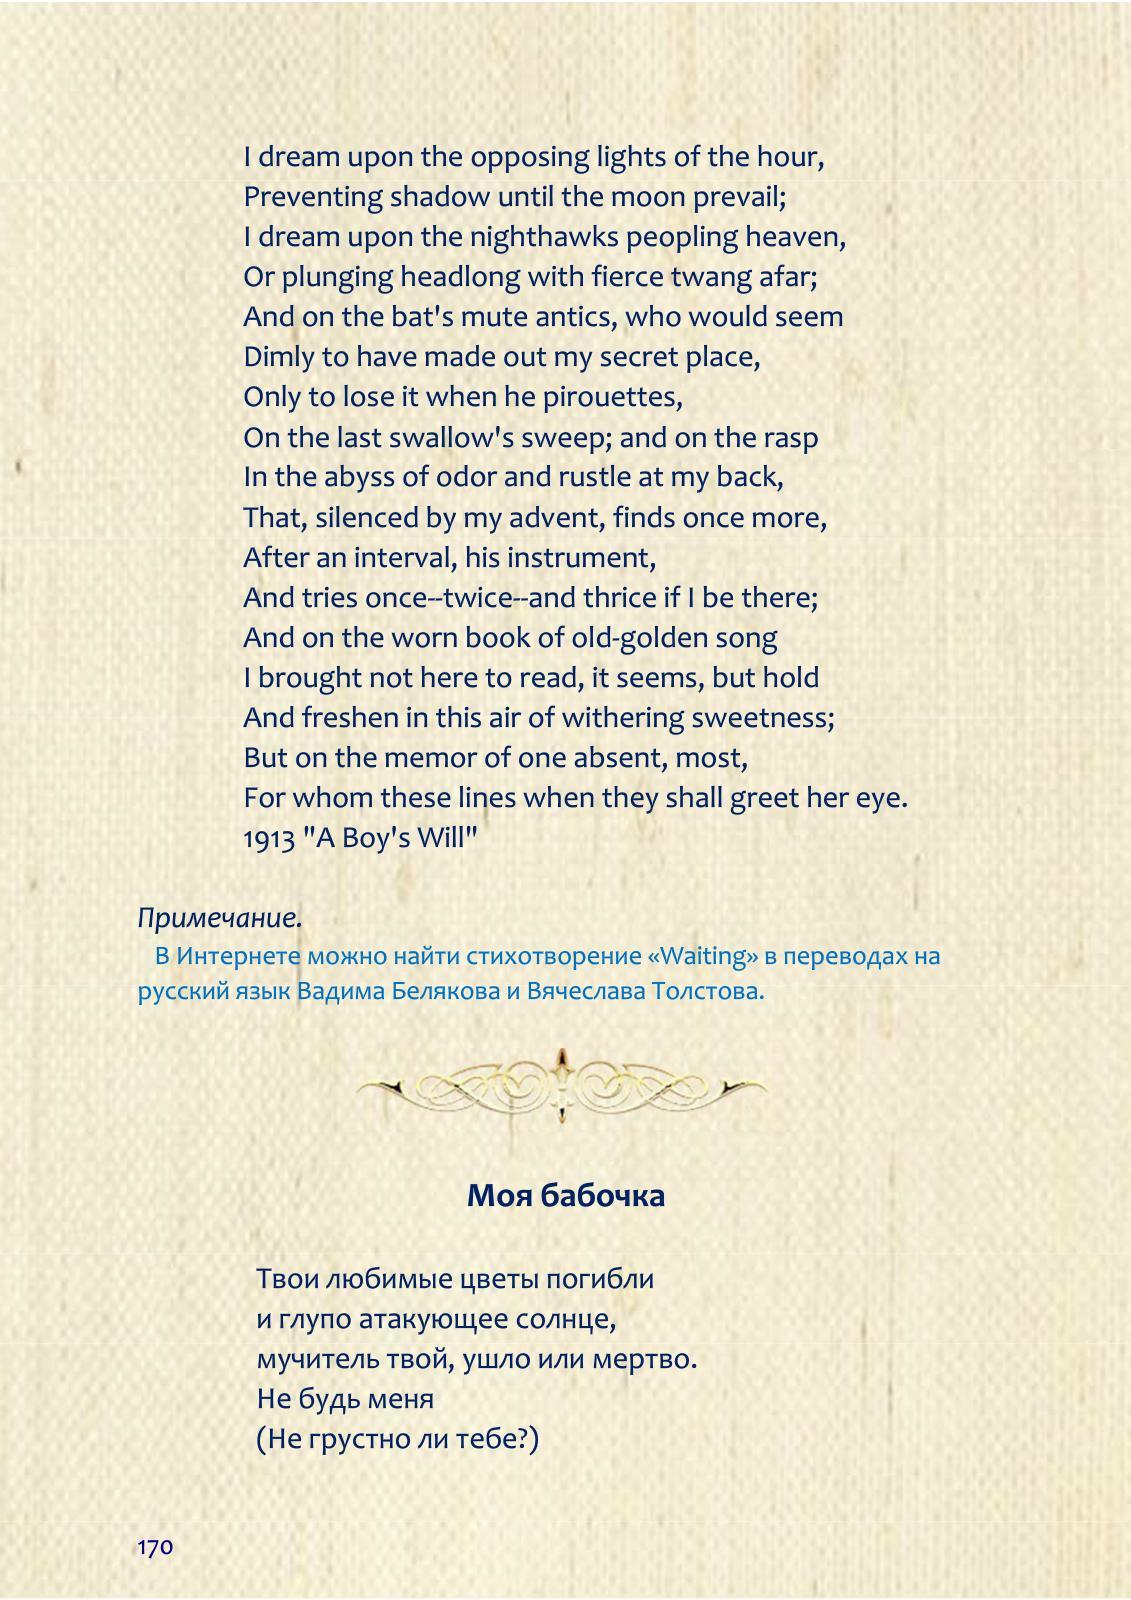 I dream upon the opposing lights of the hour,
Preventing shadow until the moon prevail;
I dream upon the nighthawks peopling heaven,
Or plunging headlong with fierce twang afar;
And on the bat's mute antics, who would seem
Dimly to have made out my secret place,
Only to lose it when he pirouettes,
On the last swallow's sweep; and on the rasp
In the abyss of odor and rustle at my back,
That, silenced by my advent, finds once more,
After an interval, his instrument,
And tries once--twice--and thrice if I be there;
And on the worn book of old-golden song
I brought not here to read, it seems, but hold
And freshen in this air of withering sweetness;
But on the memor of one absent, most,
For whom these lines when they shall greet her eye.
1913 "A Boy's Will"
Примечание.
В Интернете можно найти стихотворение «Waiting» в переводах на
русский язык Вадима Белякова и Вячеслава Толстова.
Моя бабочка
Твои любимые цветы погибли
и глупо атакующее солнце,
мучитель твой, ушло или мертво.
Не будь меня
(Не грустно ли тебе?)
170